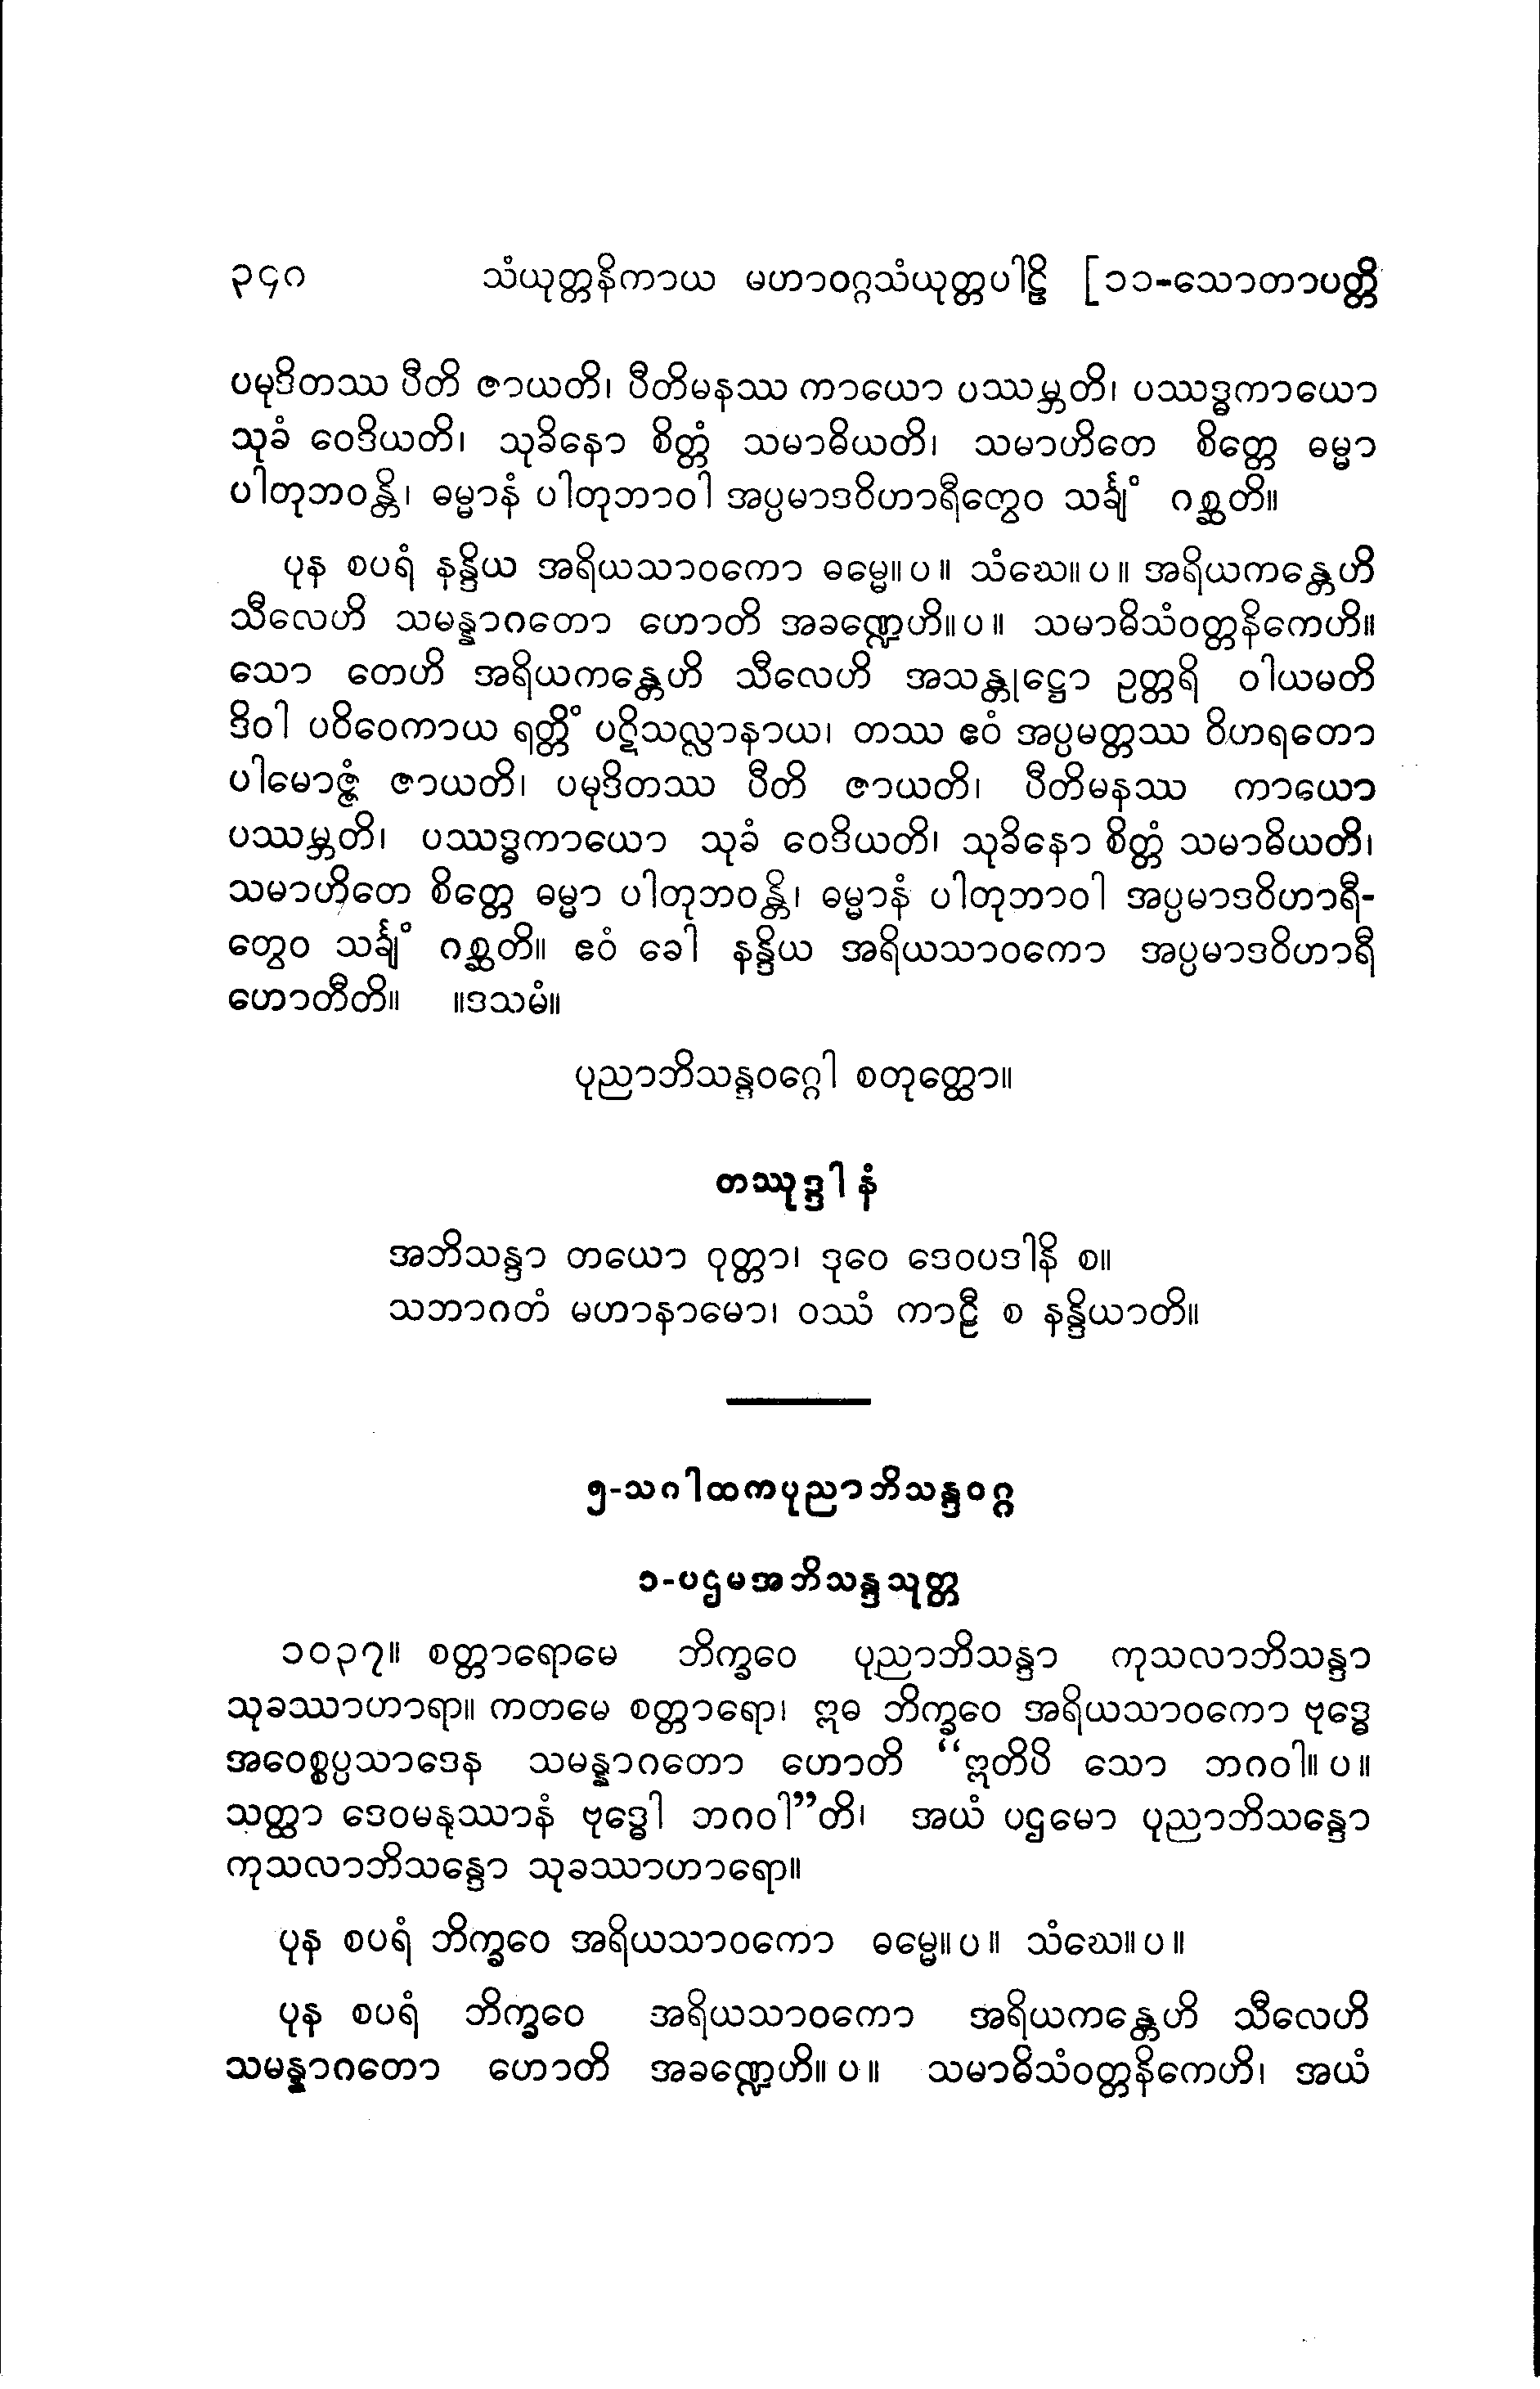 ၃၄၀ သံယုတ္တနိကာယ မဟာဝဂ္ဂသံယုတ္တပါဠိ [၁၁-သောတာပတ္တိ
ပမုဒိတဿ ပီတိ ဇာယတိ၊ ပီတိမနဿ ကာယော ပဿမ္ဘတိ၊ ပဿဒ္ဓကာယော
သုခံ ဝေဒိယတိ၊ သုခိနော စိတ္တံ သမာဓိယတိ၊ သမာဟိတေ စိတ္တေ ဓမ္မာ
ပါတုဘဝန္တိ၊ ဓမ္မာနံ ပါတုဘာဝါ အပ္ပမာဒဝိဟာရီတွေဝ သင်္ချံ ဂစ္ဆတိ။
ပုန စပရံ နန္ဒိယ အရိယသာဝကော ဓမ္မေ။ပ။ သံဃေ။ပ။ အရိယကန္တေဟိ
သီလေဟိ သမန္နာဂတော ဟောတိ အခဏ္ဍေဟိ။ပ။ သမာဓိသံဝတ္တနိကေဟိ။
သော တေဟိ အရိယကန္တေဟိ သီလေဟိ အသန္တုဋ္ဌော ဥတ္တရိ ဝါယမတိ
ဒိဝါ ပဝိဝေကာယ ရတ္တိံ ပဋိသလ္လာနာယ၊ တဿ ဧဝံ အပ္ပမတ္တဿ ဝိဟရတော
ပါမောဇ္ဇံ ဇာယတိ၊ ပမုဒိတဿ ပီတိ ဇာယတိ၊ ပီတိမနဿ ကာယော
ပဿမ္ဘတိ၊ ပဿဒ္ဓကာယော သုခံ ဝေဒိယတိ၊ သုခိနော စိတ္တံ သမာဓိယတိ၊
သမာဟိတေ စိတ္တေ ဓမ္မာ ပါတုဘဝန္တိ၊ ဓမ္မာနံ ပါတုဘာဝါ အပ္ပမာဒဝိဟာရီ-
တွေဝ သင်္ချံ ဂစ္ဆတိ။ ဧဝံ ခေါ နန္ဒိယ အရိယသာဝကော အပ္ပမာဒဝိဟာရီ
ဟောတီတိ။ ။ဒသမံ။
ပုညာဘိသန္ဒဝဂ္ဂေါ စတုတ္ထော။
တဿုဒ္ဒါနံ
အဘိသန္ဒာ တယော ဝုတ္တာ၊ ဒုဝေ ဒေဝပဒါနိ စ။
သဘာဂတံ မဟာနာမော၊ ဝဿံ ကာဠီ စ နန္ဒိယာတိ။
၅-သဂါထကပုညာဘိသန္ဒဝဂ္ဂ
၁-ပဌမအဘိသန္ဒသုတ္တ
၁၀၃၇။ စတ္တာရောမေ ဘိက္ခဝေ ပုညာဘိသန္ဒာ ကုသလာဘိသန္ဒာ
သုခဿာဟာရာ။ ကတမေ စတ္တာရော၊ ဣဓ ဘိက္ခဝေ အရိယသာဝကော ဗုဒ္ဓေ
အဝေစ္စပ္ပသာဒေန သမန္နာဂတော ဟောတိ “ဣတိပိ သော ဘဂဝါ။ပ။
သတ္ထာ ဒေဝမနုဿာနံ ဗုဒ္ဓေါ ဘဂဝါ”တိ၊ အယံ ပဌမော ပုညာဘိသန္ဒော
ကုသလာဘိသန္ဒော သုခဿာဟာရော။
ပုန စပရံ ဘိက္ခဝေ အရိယသာဝကော ဓမ္မေ။ပ။ သံဃေ။ပ။
ပုန စပရံ ဘိက္ခဝေ အရိယသာဝကော အရိယကန္တေဟိ သီလေဟိ
သမန္နာဂတော ဟောတိ အခဏ္ဍေဟိ။ပ။ သမာဓိသံဝတ္တနိကေဟိ၊ အယံ